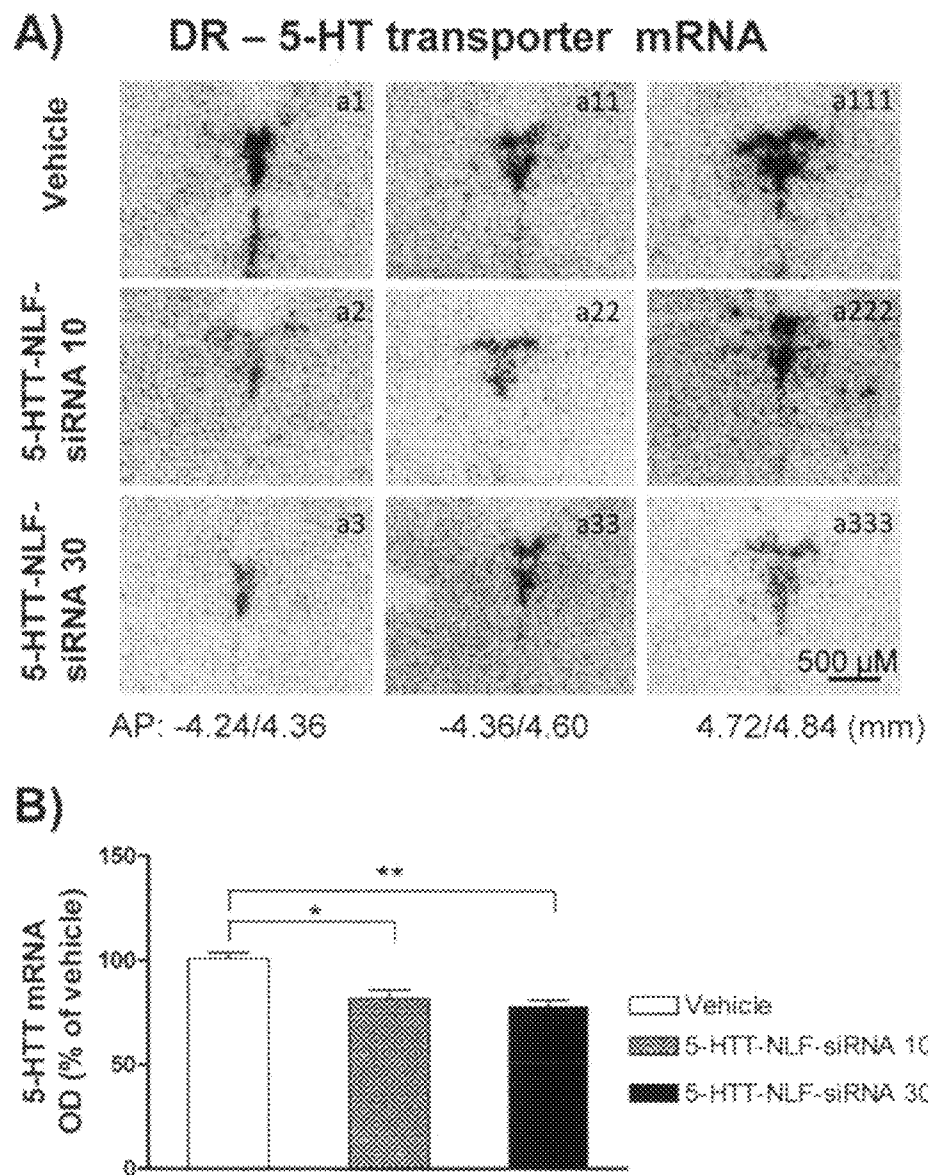 A)
DR – 5-HT transporter mRNA
Vehicle
a1
a11
a111
5-HTT-NLF-
siRNA 10
a2
a22
a222
5-HTT-NLF-
siRNA 30
a3
a33
a333
500 µM
AP: -4.24/4.36
-4.36/4.60
4.72/4.84 (mm)
B)
5-HTT mRNA
OD (% of vehicle)
150
100
50
0
*
**
Vehicle
5-HTT-NLF-siRNA 10
5-HTT-NLF-siRNA 30